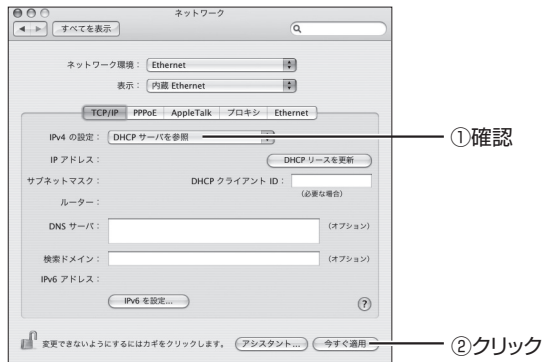 ネットワーク
すべてを表示
ネットワーク環境： Ethernet
表示： 内蔵 Ethernet
TCP/IP PPPoE AppleTalk プロキシ Ethernet
IPv4 の設定： DHCP サーバを参照
①確認
IP アドレス： DHCP リースを更新
サブネットマスク： DHCP クライアント ID：
（必要な場合）
ルーター：
DNS サーバ： （オプション）
検索ドメイン： （オプション）
IPv6 アドレス：
IPv6 を設定... ?
変更できないようにするにはカギをクリックします。 アシスタント... 今すぐ適用
②クリック